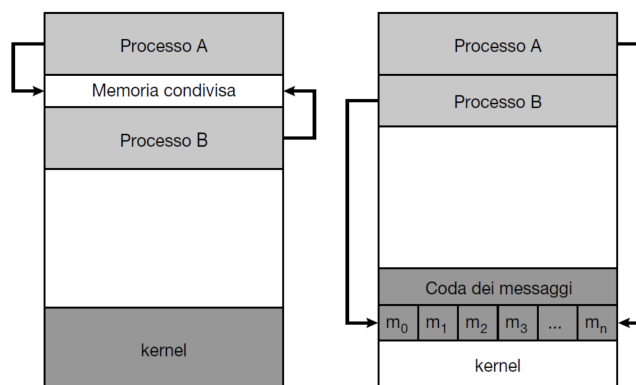 Processo A
Memoria condivisa
Processo B
kernel
Processo A
Processo B
Coda dei messaggi
m₀ m₁ m₂ m₃ ... mₙ
kernel